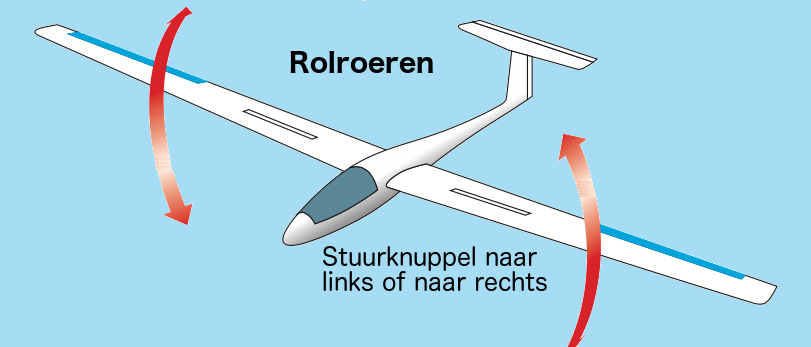 Rolroeren
Stuurknuppel naar
links of naar rechts